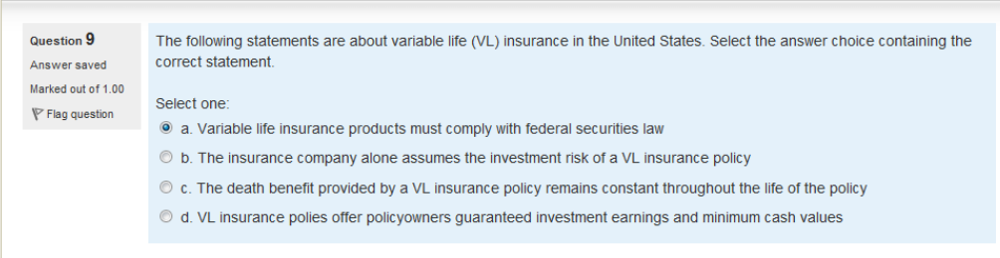 Question 9
Answer saved
Marked out of 1.00
Flag question
The following statements are about variable life (VL) insurance in the United States. Select the answer choice containing the
correct statement.
Select one:
a. Variable life insurance products must comply with federal securities law
b. The insurance company alone assumes the investment risk of a VL insurance policy
c. The death benefit provided by a VL insurance policy remains constant throughout the life of the policy
d. VL insurance polies offer policyowners guaranteed investment earnings and minimum cash values